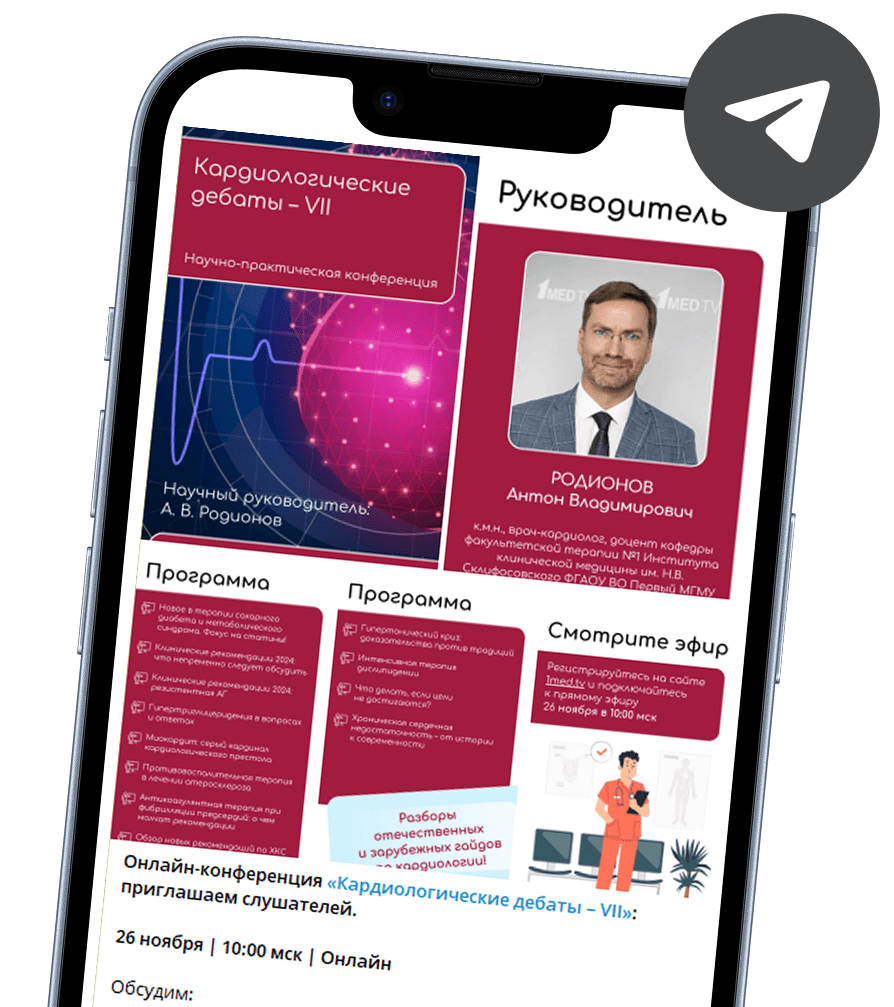 Кардиологические
дебаты – VII
Научно-практическая конференция
Научный руководитель:
А. В. Родионов
Руководитель
1MED TV
1MED TV
РОДИОНОВ
Антон Владимирович
к.м.н., врач-кардиолог, доцент кафедры
факультетской терапии №1 Института
клинической медицины им. Н.В.
Склифосовского ФГАОУ ВО Первый МГМУ
Программа
Новое в терапии сахарного
диабета и метаболического
синдрома. Фокус на статины!
Клинические рекомендации 2024:
что непременно следует обсудить
Клинические рекомендации 2024:
резистентная АГ
Гипертриглицеридемия в вопросах
и ответах
Миокардит: серый кардинал
кардиологического престола
Противовоспалительная терапия
в лечении атеросклероза
Антикоагулянтная терапия при
фибрилляции предсердий: о чем
молчат рекомендации
Обзор новых рекомендаций по ХКС
Программа
Гипертонический криз:
доказательства против традиций
Интенсивная терапия
дислипидемии
Что делать, если цели
не достигаются?
Хроническая сердечная
недостаточность - от истории
к современности
Разборы
отечественных
и зарубежных гайдов
по кардиологии!
Смотрите эфир
Регистрируйтесь на сайте
1med.tv и подключайтесь
к прямому эфиру
26 ноября в 10:00 мск
Онлайн-конференция «Кардиологические дебаты – VII»:
приглашаем слушателей.
26 ноября | 10:00 мск | Онлайн
Обсудим: